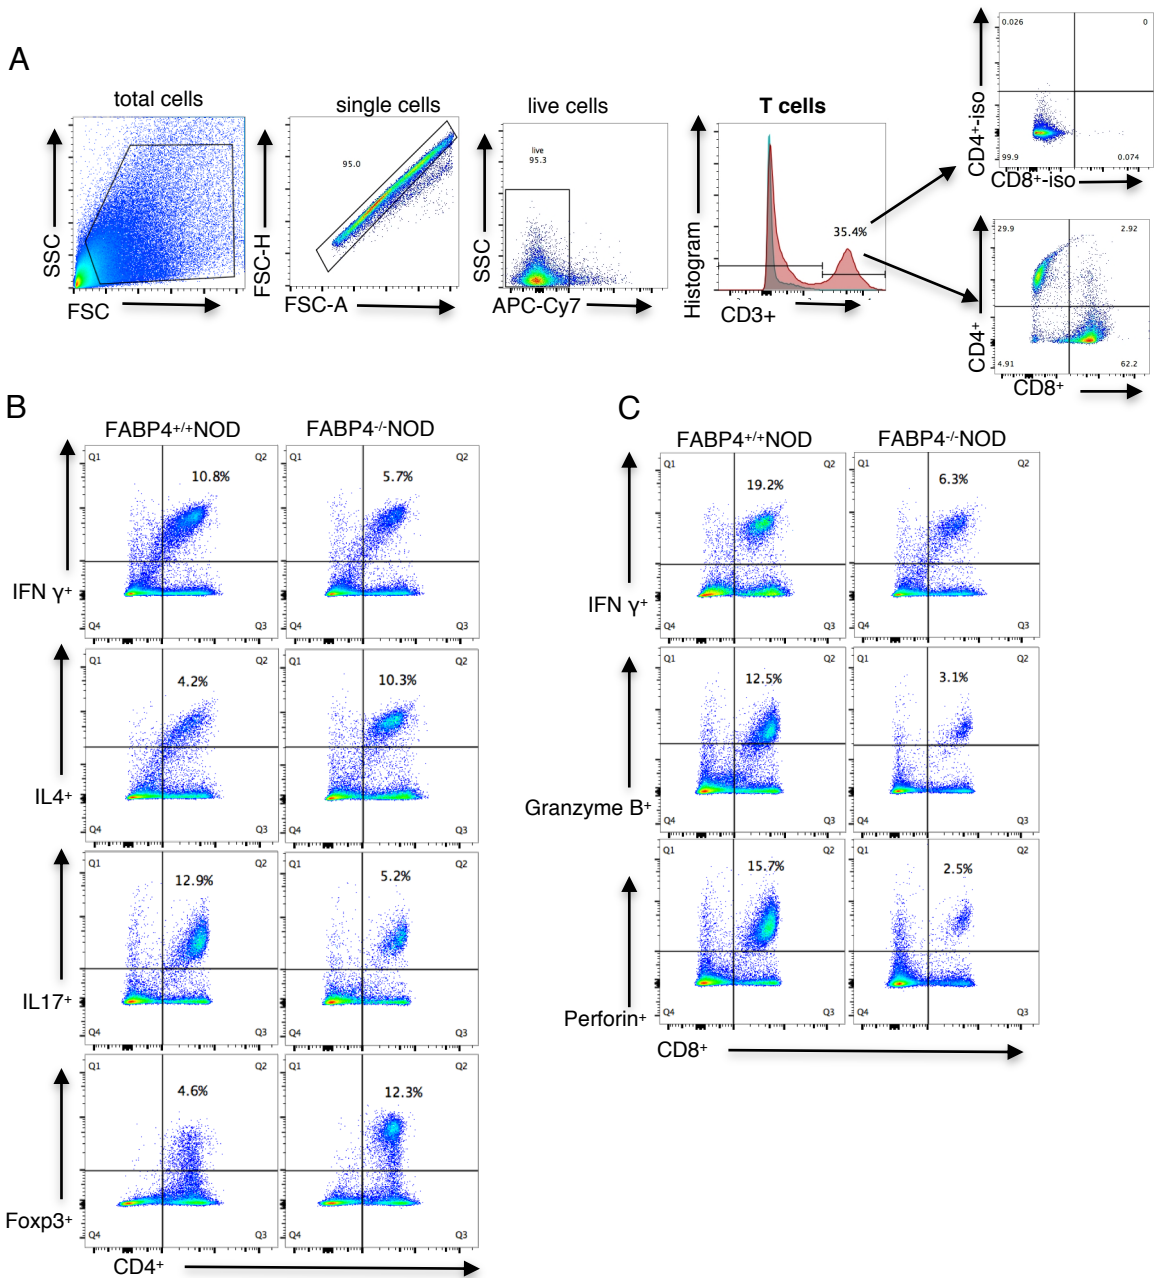 A
total cells
SSC
FSC
single cells
95.0
FSC-H
FSC-A
live cells
live
95.3
SSC
APC-Cy7
T cells
35.4%
Histogram
CD3+
0.026
0
99.9
0.074
CD4⁺-iso
CD8⁺-iso
29.9
2.92
4.91
62.2
CD4⁺
CD8⁺
B
FABP4⁺/⁺NOD
FABP4⁻/⁻NOD
Q1
Q2
10.8%
Q4
Q3
Q1
Q2
5.7%
Q4
Q3
IFN γ⁺
Q1
Q2
4.2%
Q4
Q3
Q1
Q2
10.3%
Q4
Q3
IL4⁺
Q1
Q2
12.9%
Q4
Q3
Q1
Q2
5.2%
Q4
Q3
IL17⁺
Q1
Q2
4.6%
Q4
Q3
Q1
Q2
12.3%
Q4
Q3
Foxp3⁺
CD4⁺
C
FABP4⁺/⁺NOD
FABP4⁻/⁻NOD
Q1
Q2
19.2%
Q4
Q3
Q1
Q2
6.3%
Q4
Q3
IFN γ⁺
Q1
Q2
12.5%
Q4
Q3
Q1
Q2
3.1%
Q4
Q3
Granzyme B⁺
Q1
Q2
15.7%
Q4
Q3
Q1
Q2
2.5%
Q4
Q3
Perforin⁺
CD8⁺